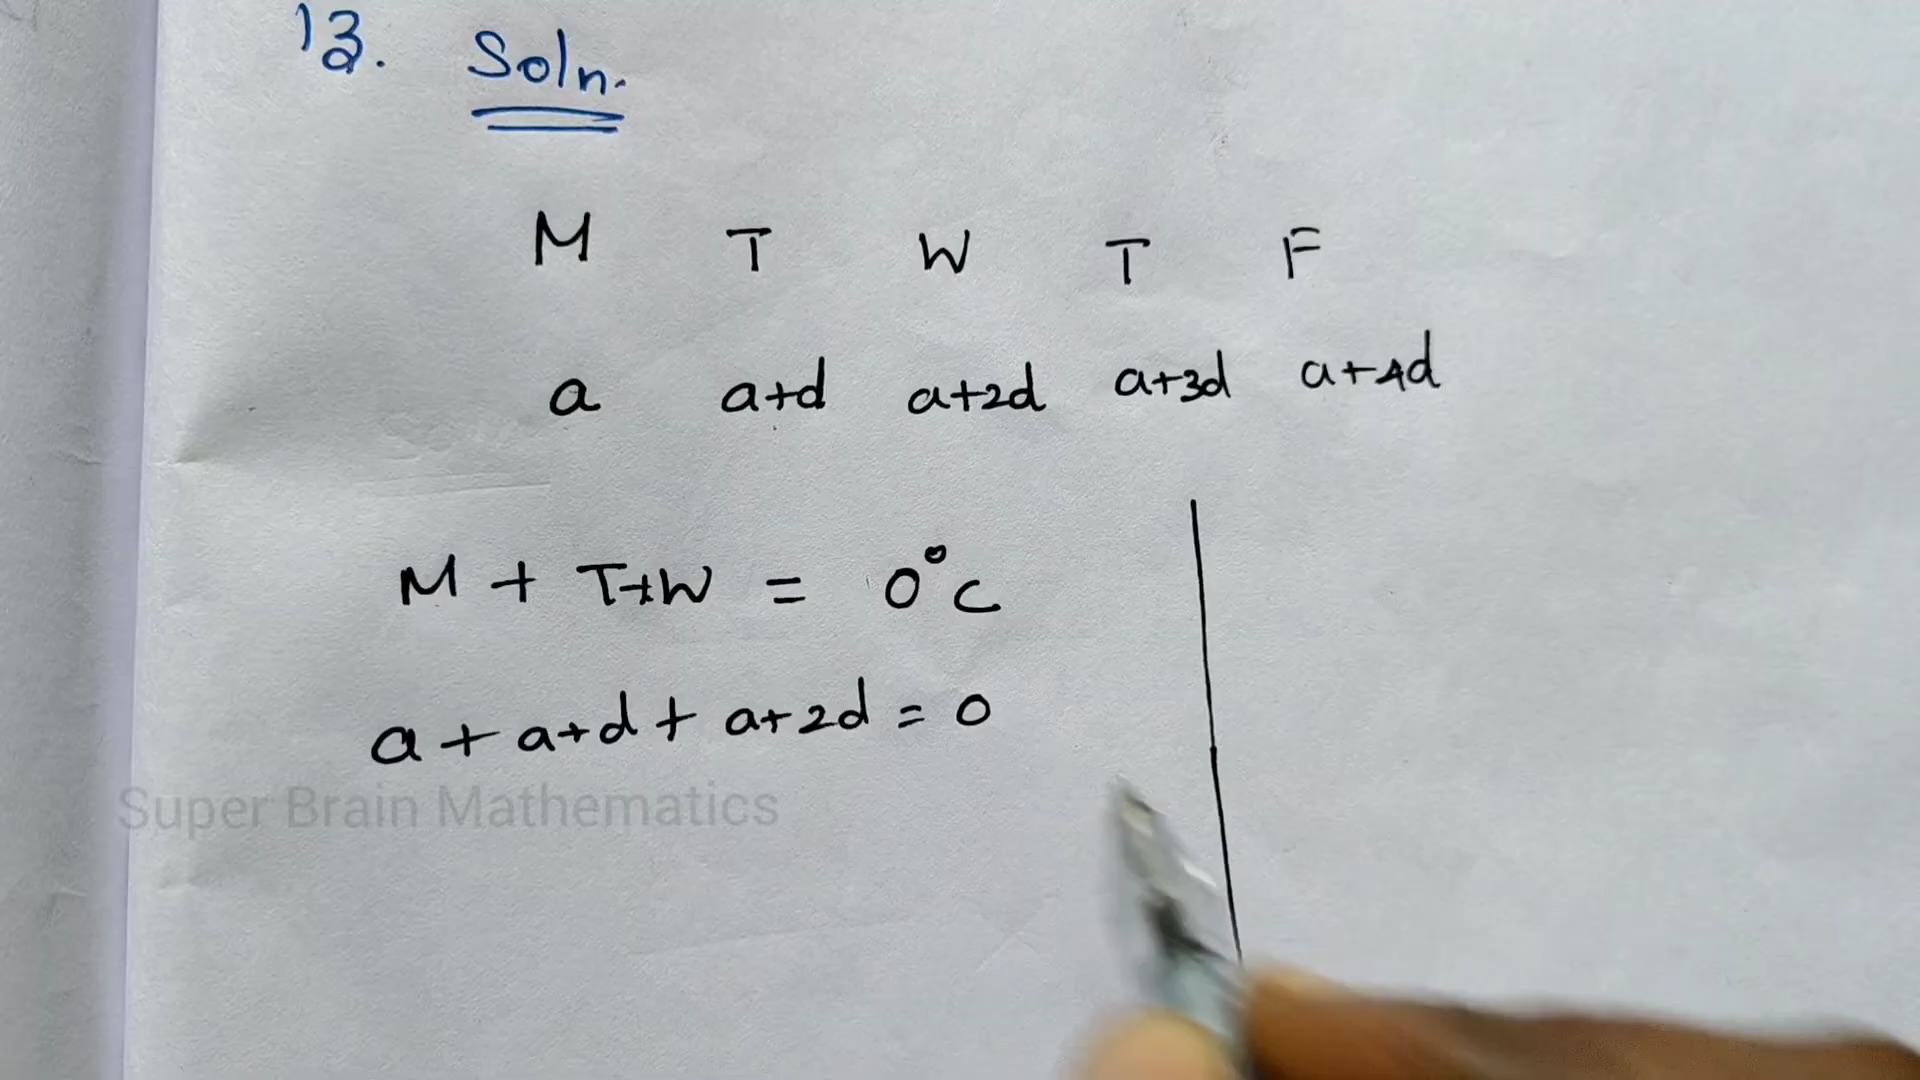 13. Soln.
M T W T F
a a+d a+2d a+3d a+4d
M + T+W = 0°C
a + a+d + a+2d = 0
Super Brain Mathematics